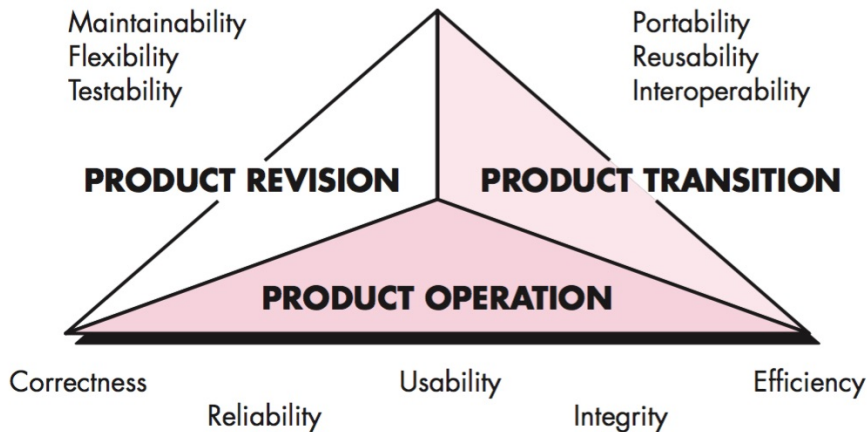 Maintainability
Flexibility
Testability
Portability
Reusability
Interoperability
PRODUCT REVISION
PRODUCT TRANSITION
PRODUCT OPERATION
Correctness
Usability
Efficiency
Reliability
Integrity